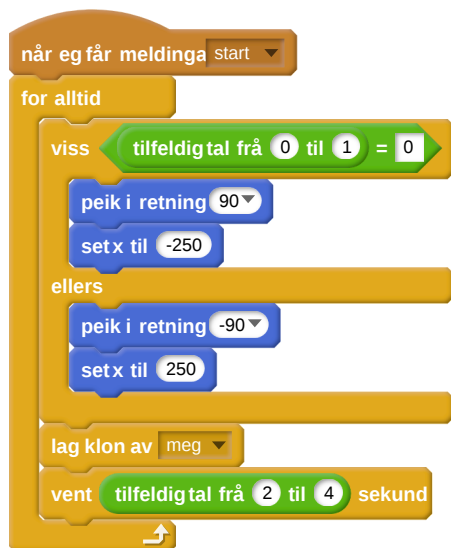 når eg får meldinga start
for alltid
viss tilfeldig tal frå 0 til 1 = 0
peik i retning 90
set x til -250
ellers
peik i retning -90
set x til 250
lag klon av meg
vent tilfeldig tal frå 2 til 4 sekund